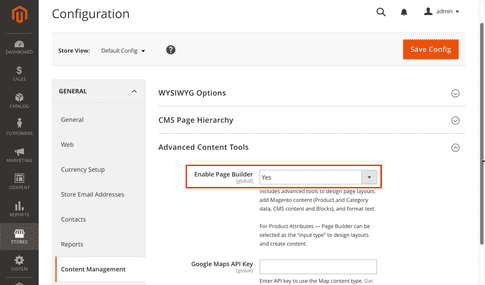 Configuration
admin
Store View:
Default Config
?
Save Config
DASHBOARD
$
SALES
CATALOG
CUSTOMERS
MARKETING
CONTENT
REPORTS
STORES
SYSTEM
GENERAL
General
Web
Currency Setup
Store Email Addresses
Contacts
Reports
Content Management
WYSIWYG Options
CMS Page Hierarchy
Advanced Content Tools
Enable Page Builder
[global]
Yes
Includes advanced tools to design page layouts,
add Magento content (Product and Category
data, CMS content and Blocks), and format text.
For Product Attributes — Page Builder can be
selected as the "input type" to design layouts
and create content.
Google Maps API Key
[global]
Enter API key to use the Map content type. Get